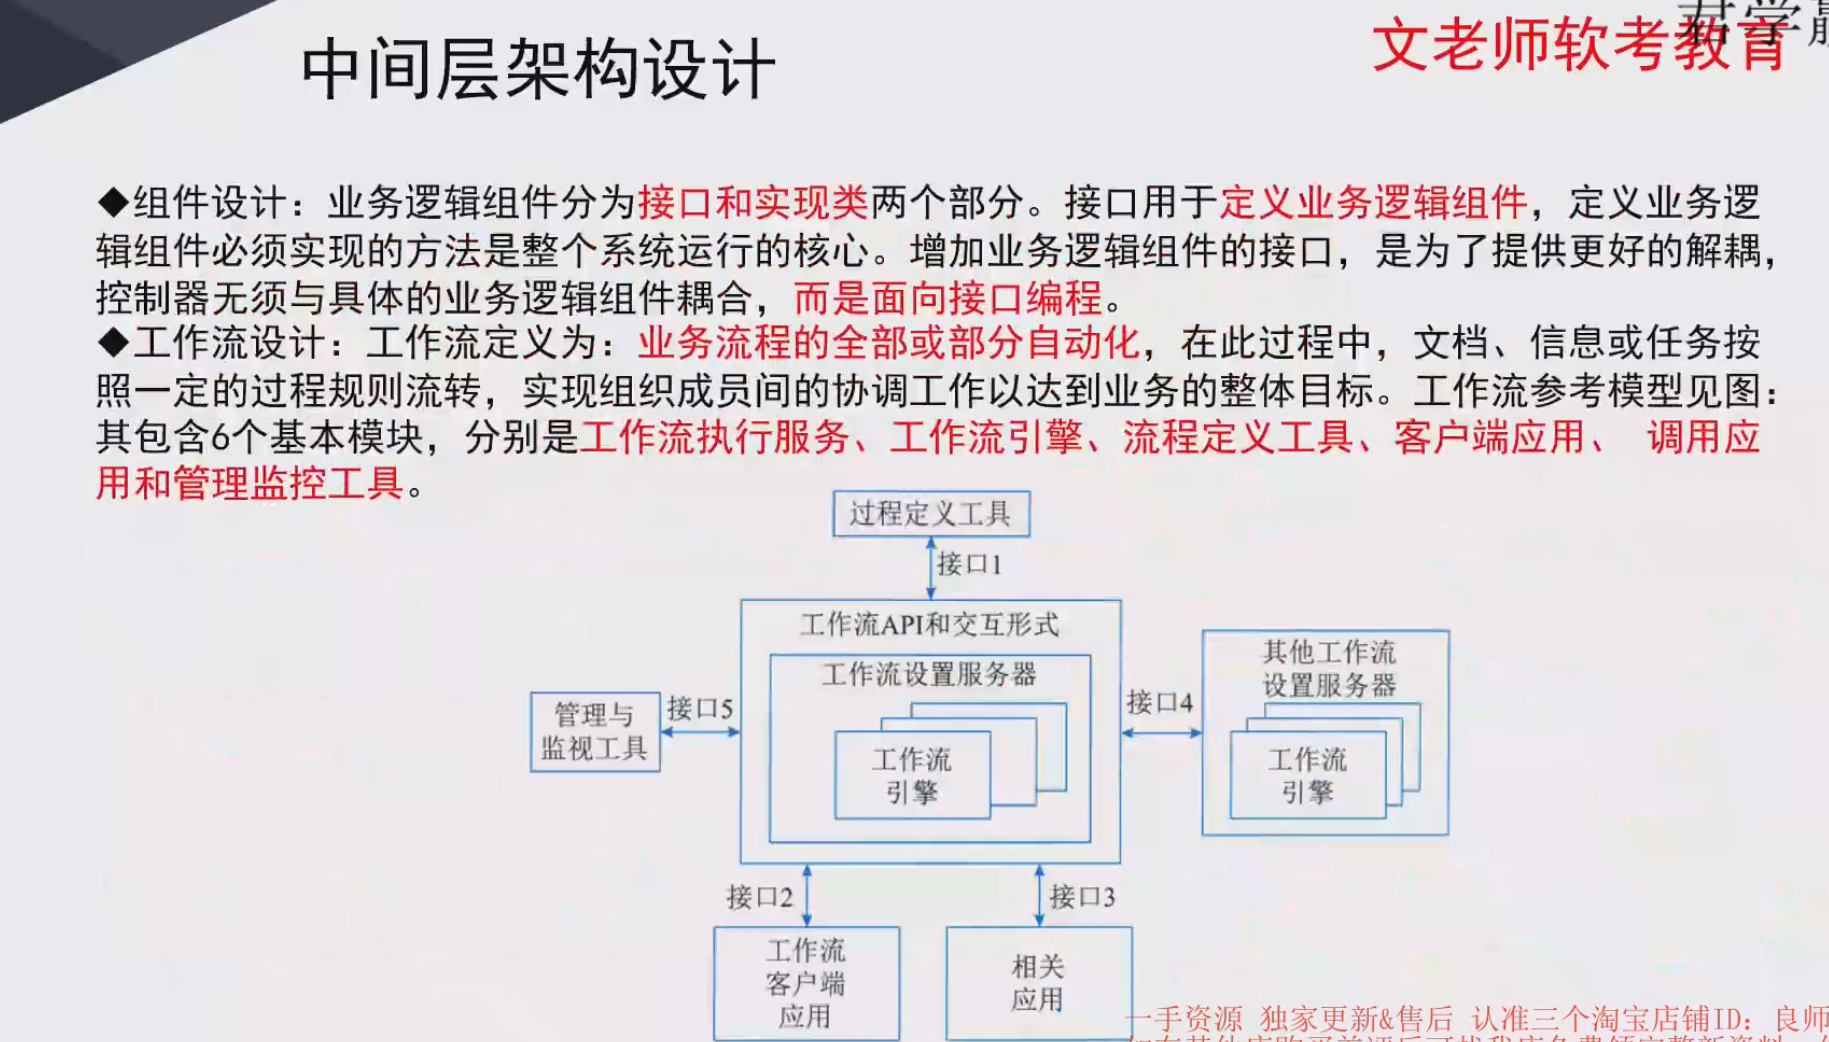 中间层架构设计
文老师软考教育
君学赢
◆组件设计：业务逻辑组件分为接口和实现类两个部分。接口用于定义业务逻辑组件，定义业务逻
辑组件必须实现的方法是整个系统运行的核心。增加业务逻辑组件的接口，是为了提供更好的解耦，
控制器无须与具体的业务逻辑组件耦合，而是面向接口编程。
◆工作流设计：工作流定义为：业务流程的全部或部分自动化，在此过程中，文档、信息或任务按
照一定的过程规则流转，实现组织成员间的协调工作以达到业务的整体目标。工作流参考模型见图：
其包含6个基本模块，分别是工作流执行服务、工作流引擎、流程定义工具、客户端应用、 调用应
用和管理监控工具。
过程定义工具
接口1
工作流API和交互形式
工作流设置服务器
工作流
引擎
管理与
监视工具
接口5
接口4
其他工作流
设置服务器
工作流
引擎
接口2
接口3
工作流
客户端
应用
相关
应用
一手资源 独家更新&售后 认准三个淘宝店铺ID：良师